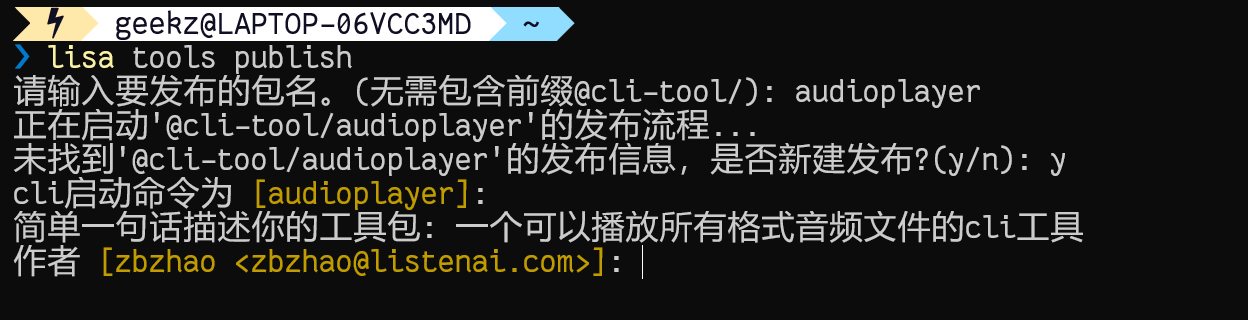 geekz@LAPTOP-06VCC3MD ~
❯ lisa tools publish
请输入要发布的包名。(无需包含前缀@cli-tool/): audioplayer
正在启动'@cli-tool/audioplayer'的发布流程...
未找到'@cli-tool/audioplayer'的发布信息, 是否新建发布?(y/n): y
cli启动命令为 [audioplayer]:
简单一句话描述你的工具包: 一个可以播放所有格式音频文件的cli工具
作者 [zbzhao <zbzhao@listenai.com>]: